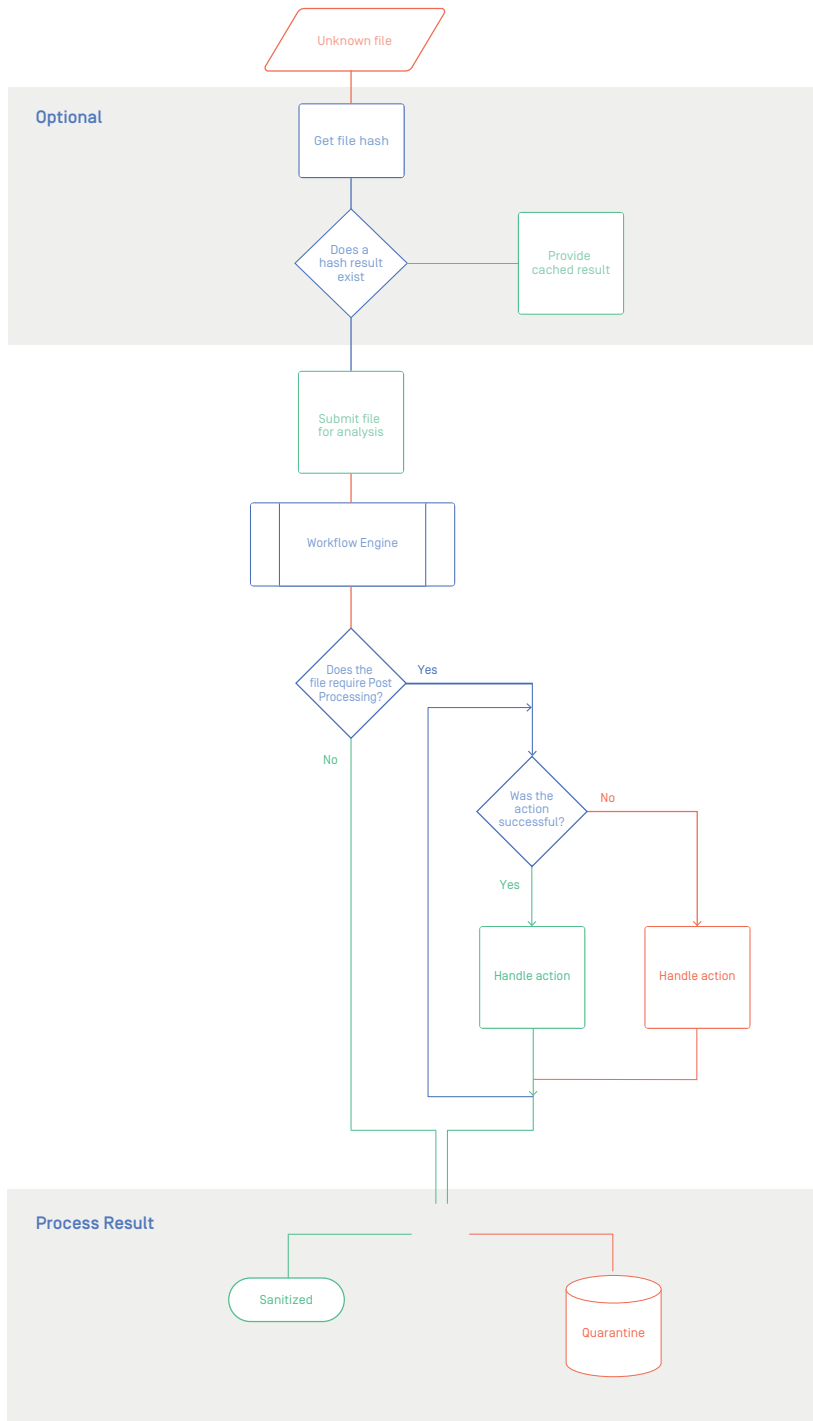 Unknown file
Optional
Get file hash
Does a
hash result
exist
Provide
cached result
Submit file
for analysis
Workflow Engine
Does the
file require Post
Processing?
Yes
No
Was the
action
successful?
No
Yes
Handle action
Handle action
Process Result
Sanitized
Quarantine